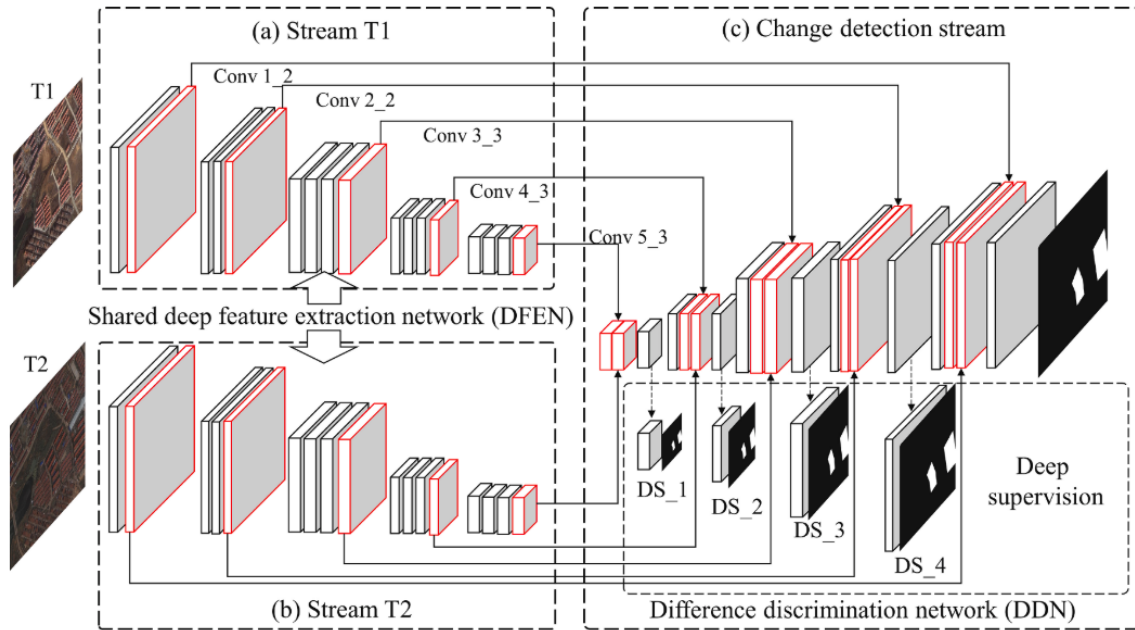 (a) Stream T1
(c) Change detection stream
T1
Conv 1_2
Conv 2_2
Conv 3_3
Conv 4_3
Conv 5_3
Shared deep feature extraction network (DFEN)
T2
DS_1
DS_2
DS_3
DS_4
Deep
supervision
(b) Stream T2
Difference discrimination network (DDN)